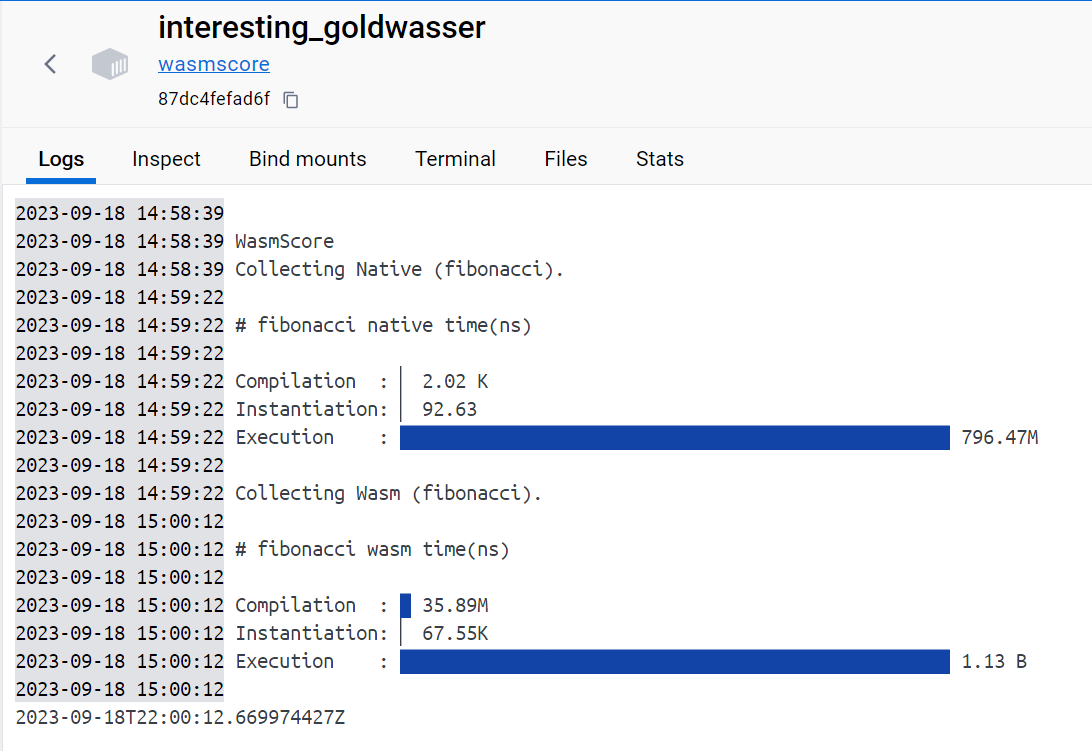 interesting_goldwasser
wasmscore
87dc4fefad6f
Logs Inspect Bind mounts Terminal Files Stats
2023-09-18 14:58:39
2023-09-18 14:58:39 WasmScore
2023-09-18 14:58:39 Collecting Native (fibonacci).
2023-09-18 14:59:22
2023-09-18 14:59:22 # fibonacci native time(ns)
2023-09-18 14:59:22
2023-09-18 14:59:22 Compilation : 2.02 K
2023-09-18 14:59:22 Instantiation: 92.63
2023-09-18 14:59:22 Execution : 796.47M
2023-09-18 14:59:22
2023-09-18 14:59:22 Collecting Wasm (fibonacci).
2023-09-18 15:00:12
2023-09-18 15:00:12 # fibonacci wasm time(ns)
2023-09-18 15:00:12
2023-09-18 15:00:12 Compilation : 35.89M
2023-09-18 15:00:12 Instantiation: 67.55K
2023-09-18 15:00:12 Execution : 1.13 B
2023-09-18 15:00:12
2023-09-18T22:00:12.669974427Z